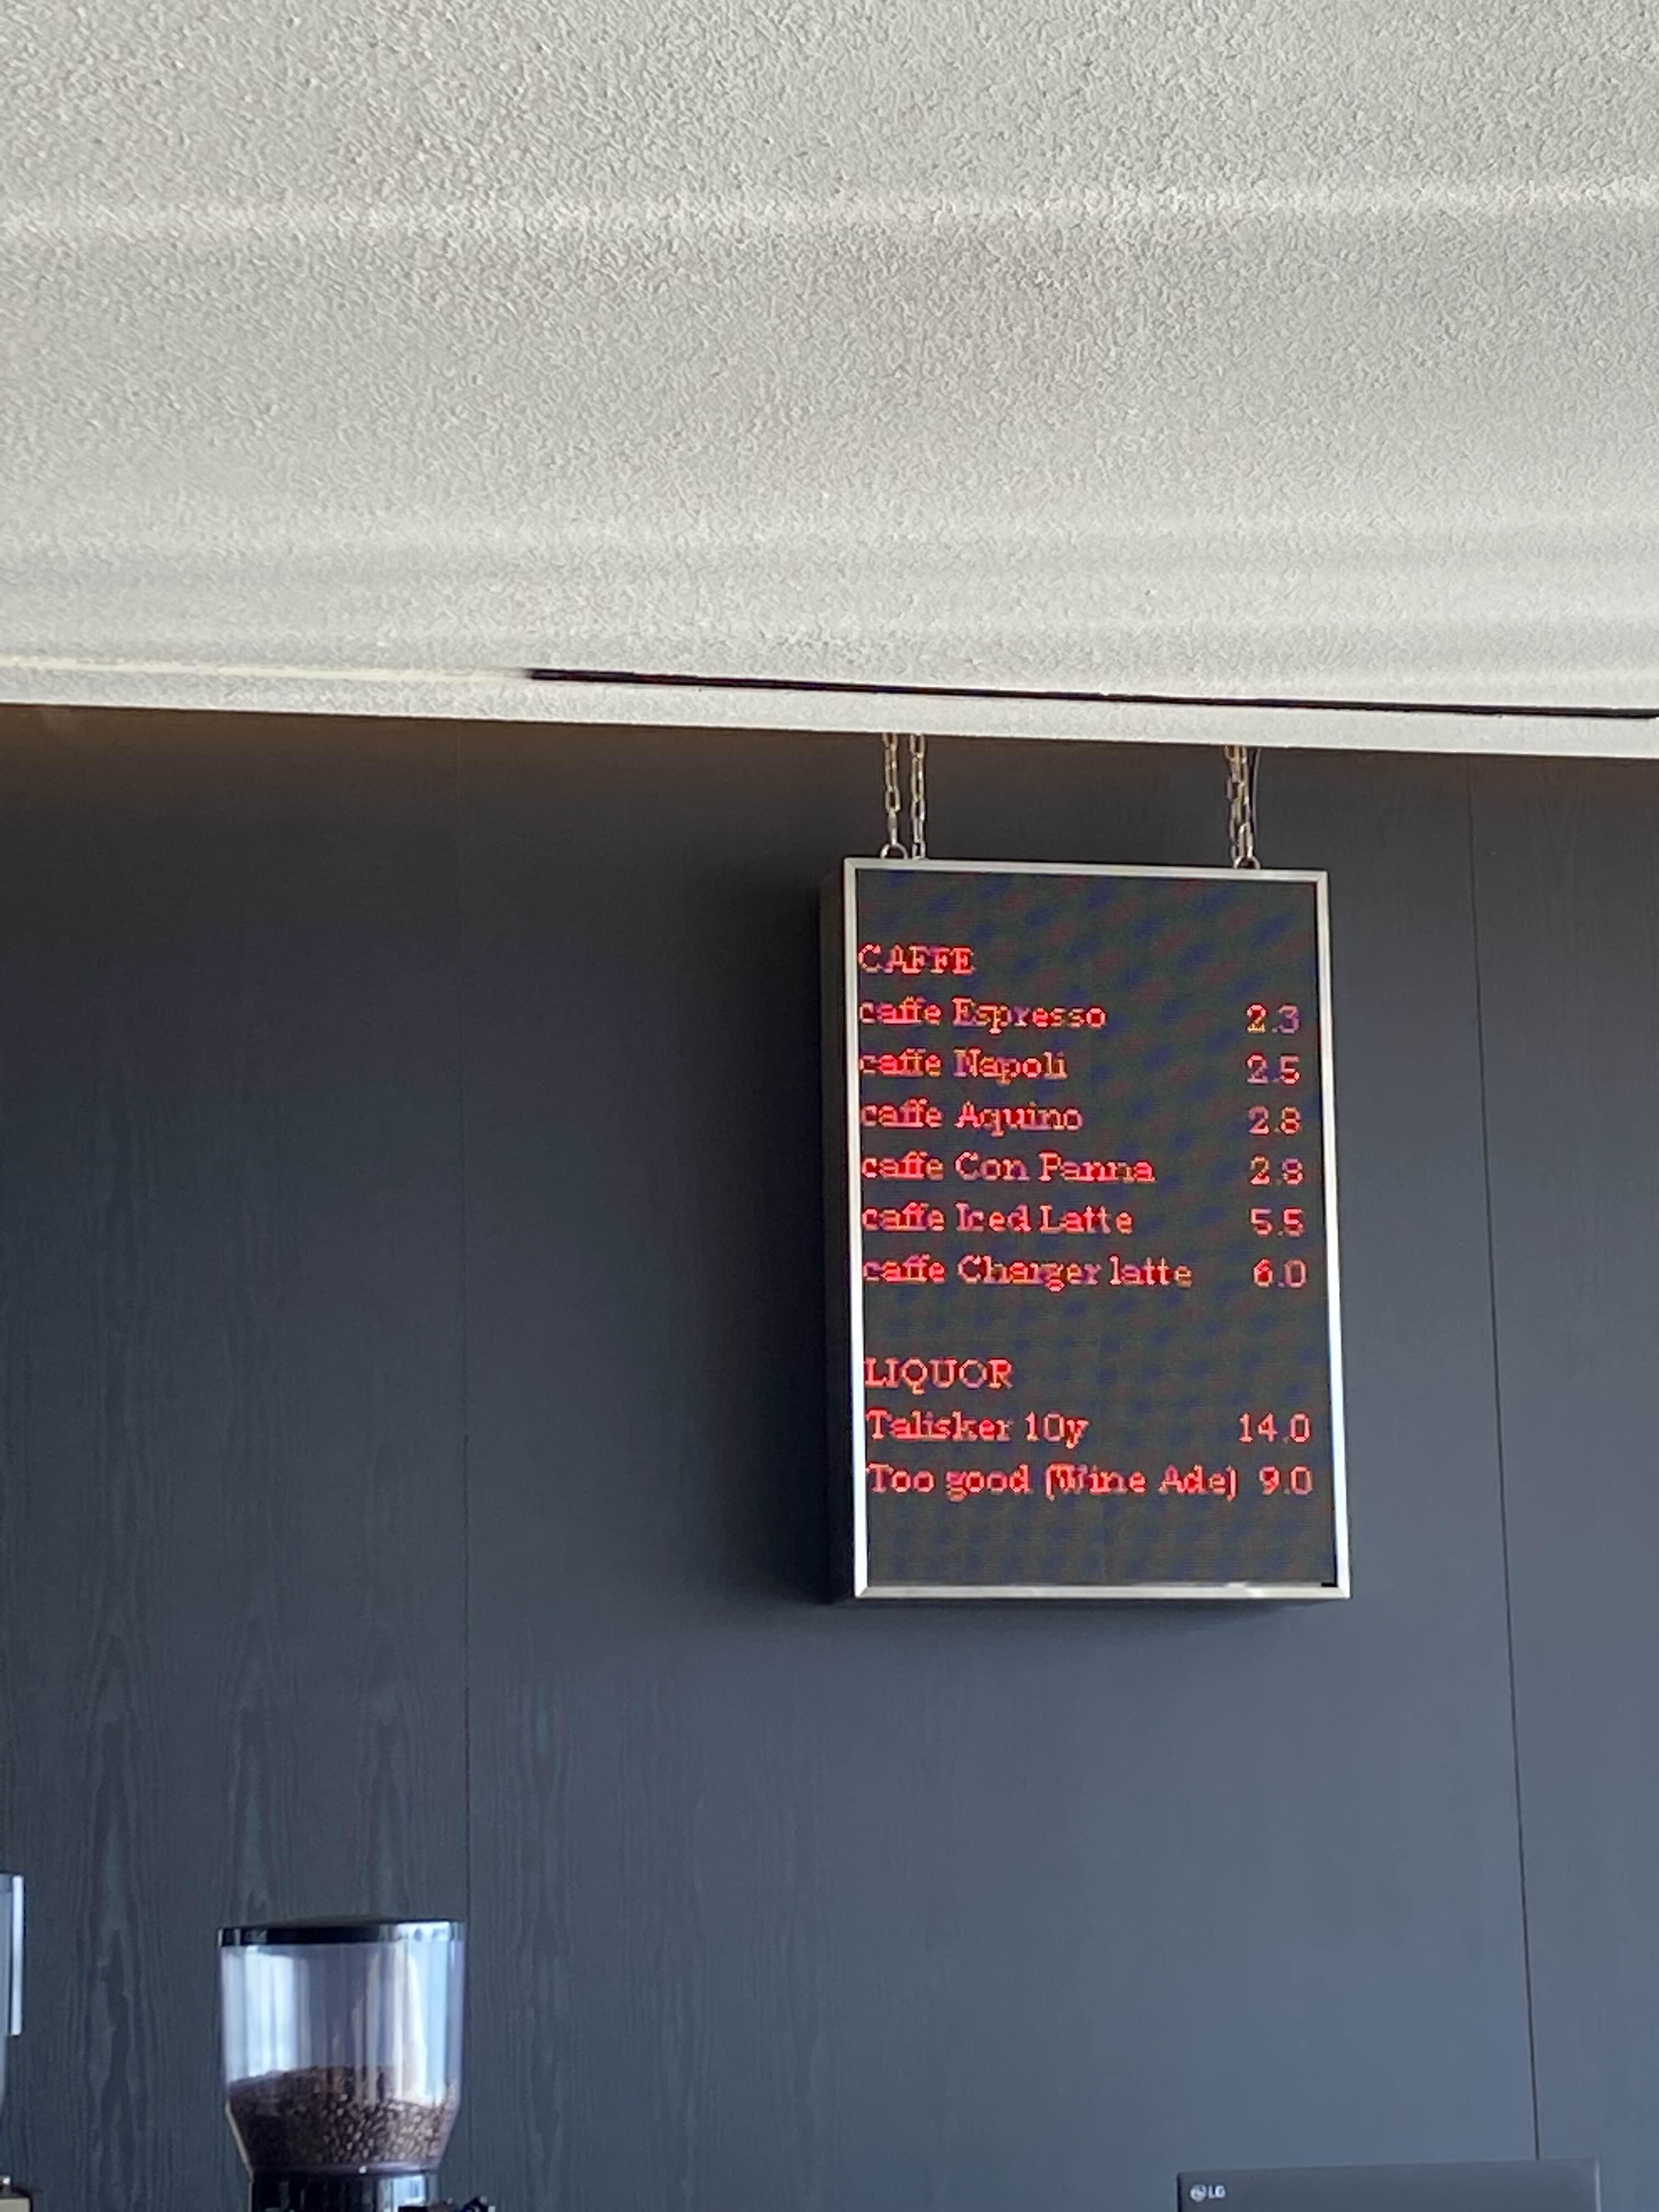 CAFFE
caffe Espresso 2.3
caffe Napoli 2.5
caffe Aquino 2.8
caffe Con Panna 2.8
caffe Iced Latte 5.5
caffe Charger latte 6.0
LIQUOR
Talisker 10y 14.0
Too good (Wine Ade) 9.0
LG